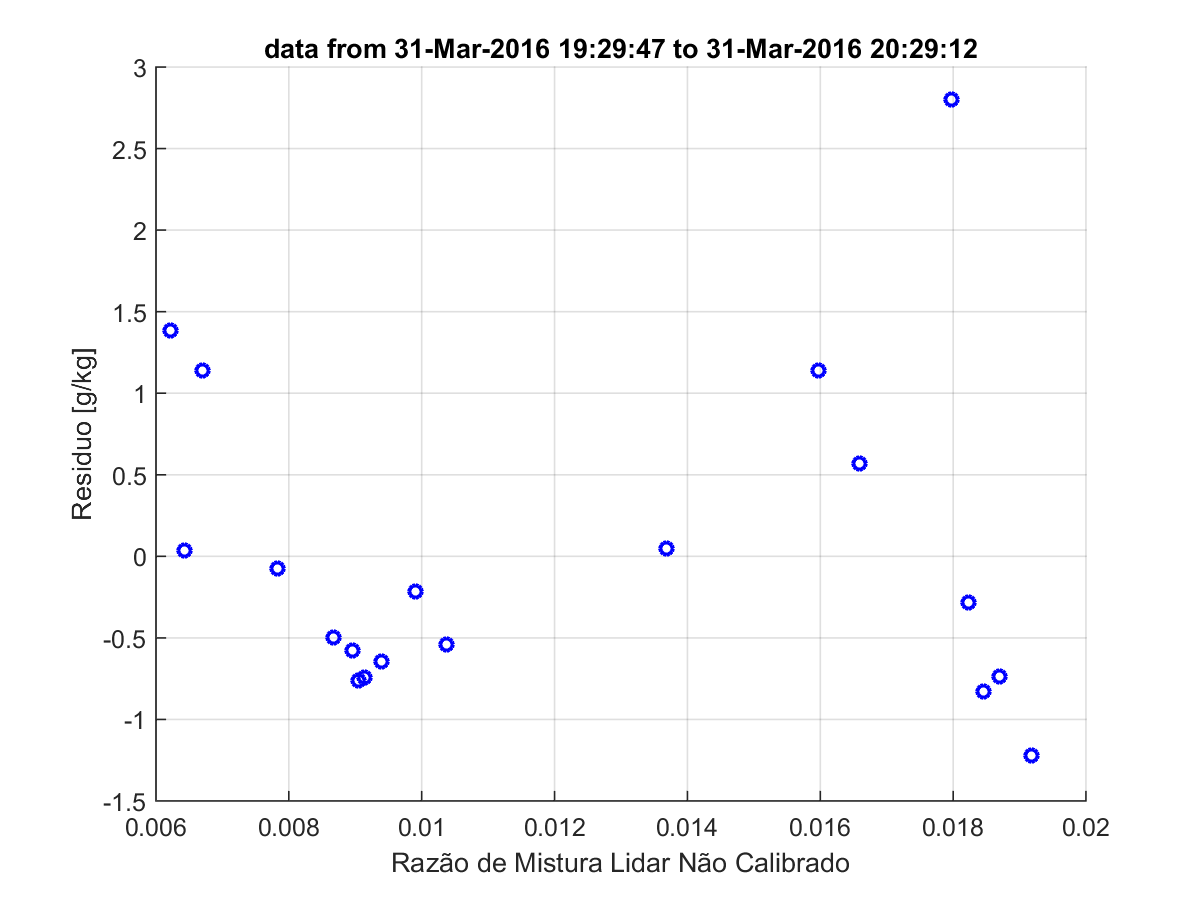 data from 31-Mar-2016 19:29:47 to 31-Mar-2016 20:29:12
3
2.5
2
1.5
1
0.5
0
-0.5
-1
-1.5
Residuo [g/kg]
0.006 0.008 0.01 0.012 0.014 0.016 0.018 0.02
Razão de Mistura Lidar Não Calibrado